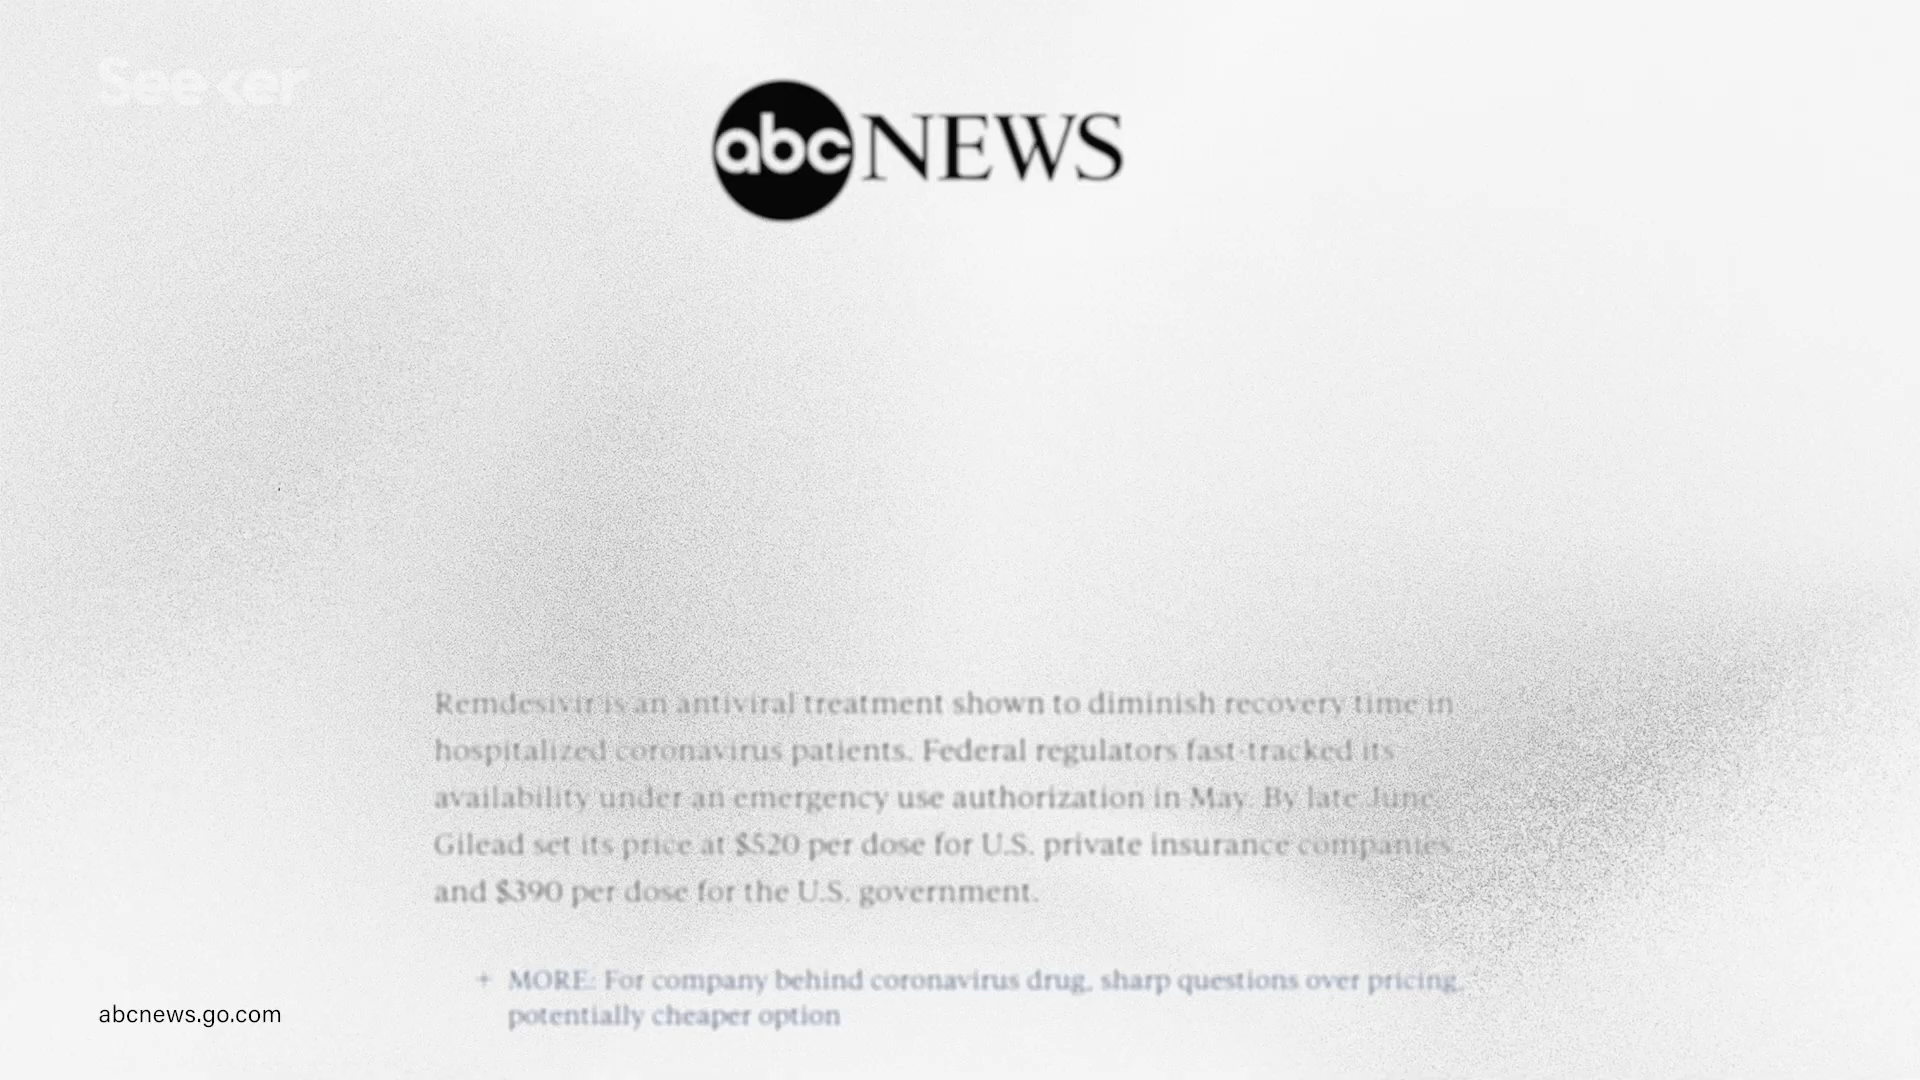 Seeker
abc NEWS
Remdesivir is an antiviral treatment shown to diminish recovery time in
hospitalized coronavirus patients. Federal regulators fast-tracked its
availability under an emergency use authorization in May. By late June,
Gilead set its price at $520 per dose for U.S. private insurance companies
and $390 per dose for the U.S. government.
+ MORE: For company behind coronavirus drug, sharp questions over pricing,
potentially cheaper option
abcnews.go.com